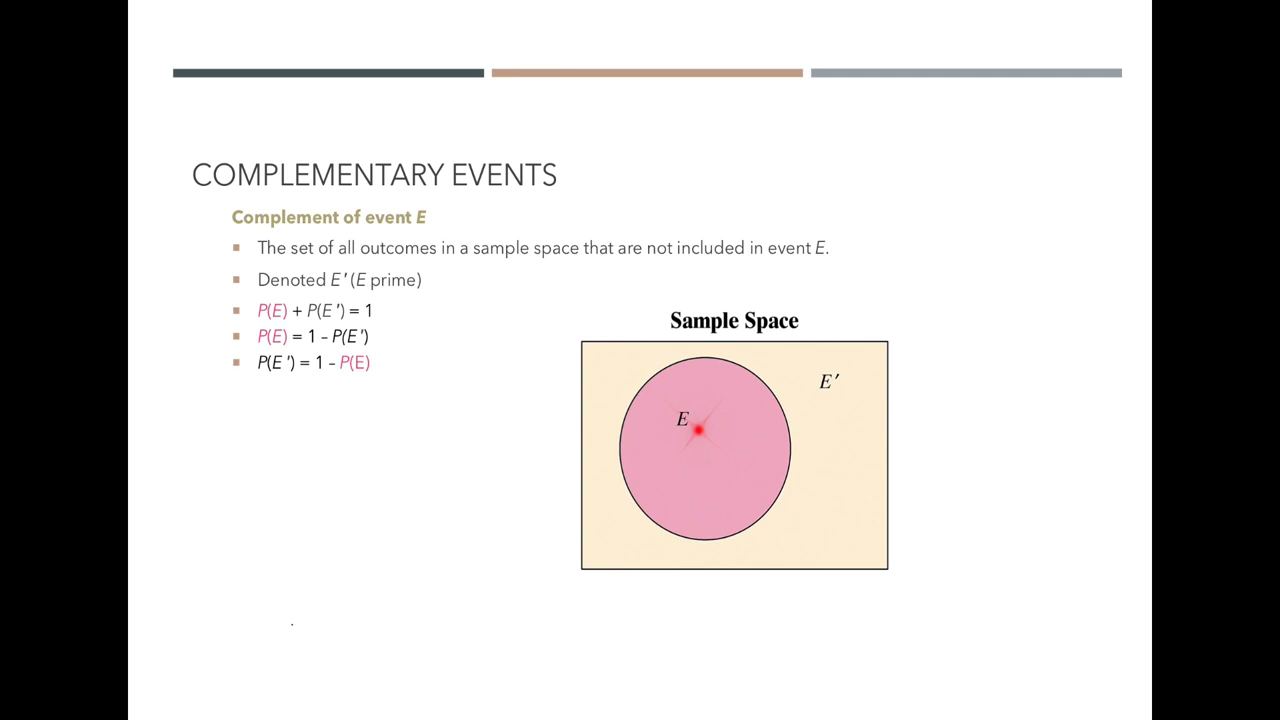 COMPLEMENTARY EVENTS
Complement of event E
The set of all outcomes in a sample space that are not included in event E.
Denoted E ′ (E prime)
P(E) + P(E ′) = 1
P(E) = 1 – P(E ′)
P(E ′) = 1 – P(E)
Sample Space
E′
E